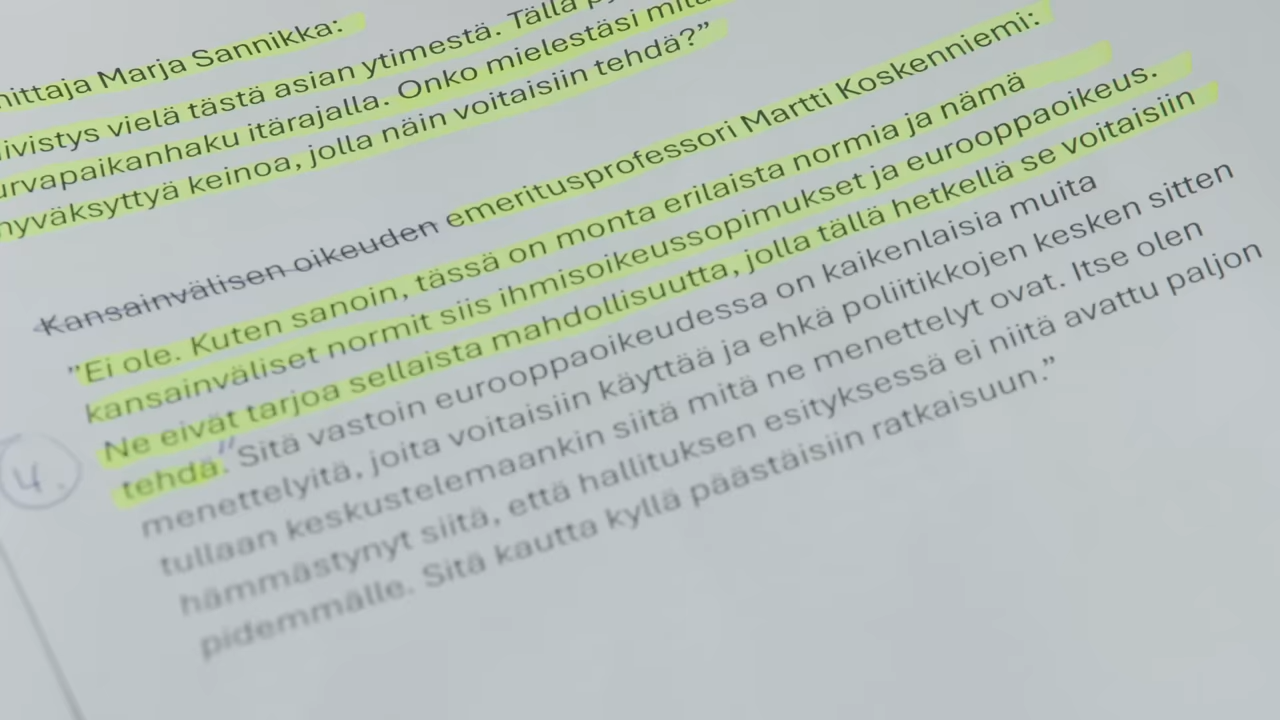 Marja Sannikka:
vielä tästä asian ytimestä. Tällä
itärajalla. Onko mielestäsi
keinoa, jolla näin voitaisiin tehdä?”
Kansainvälisen oikeuden emeritusprofessori Martti Koskenniemi:
”Ei ole. Kuten sanoin, tässä on monta erilaista normia ja nämä
kansainväliset normit siis ihmisoikeussopimukset ja eurooppaoikeus.
Ne eivät tarjoa sellaista mahdollisuutta, jolla tällä hetkellä se voitaisiin
tehdä.” Sitä vastoin eurooppaoikeudessa on kaikenlaisia muita
menettelyitä, joita voitaisiin käyttää ja ehkä poliitikkojen kesken sitten
tullaan keskustelemaankin siitä mitä ne menettelyt ovat. Itse olen
hämmästynyt siitä, että hallituksen esityksessä ei niitä avattu paljon
pidemmälle. Sitä kautta kyllä päästäisiin ratkaisuun.”
4.